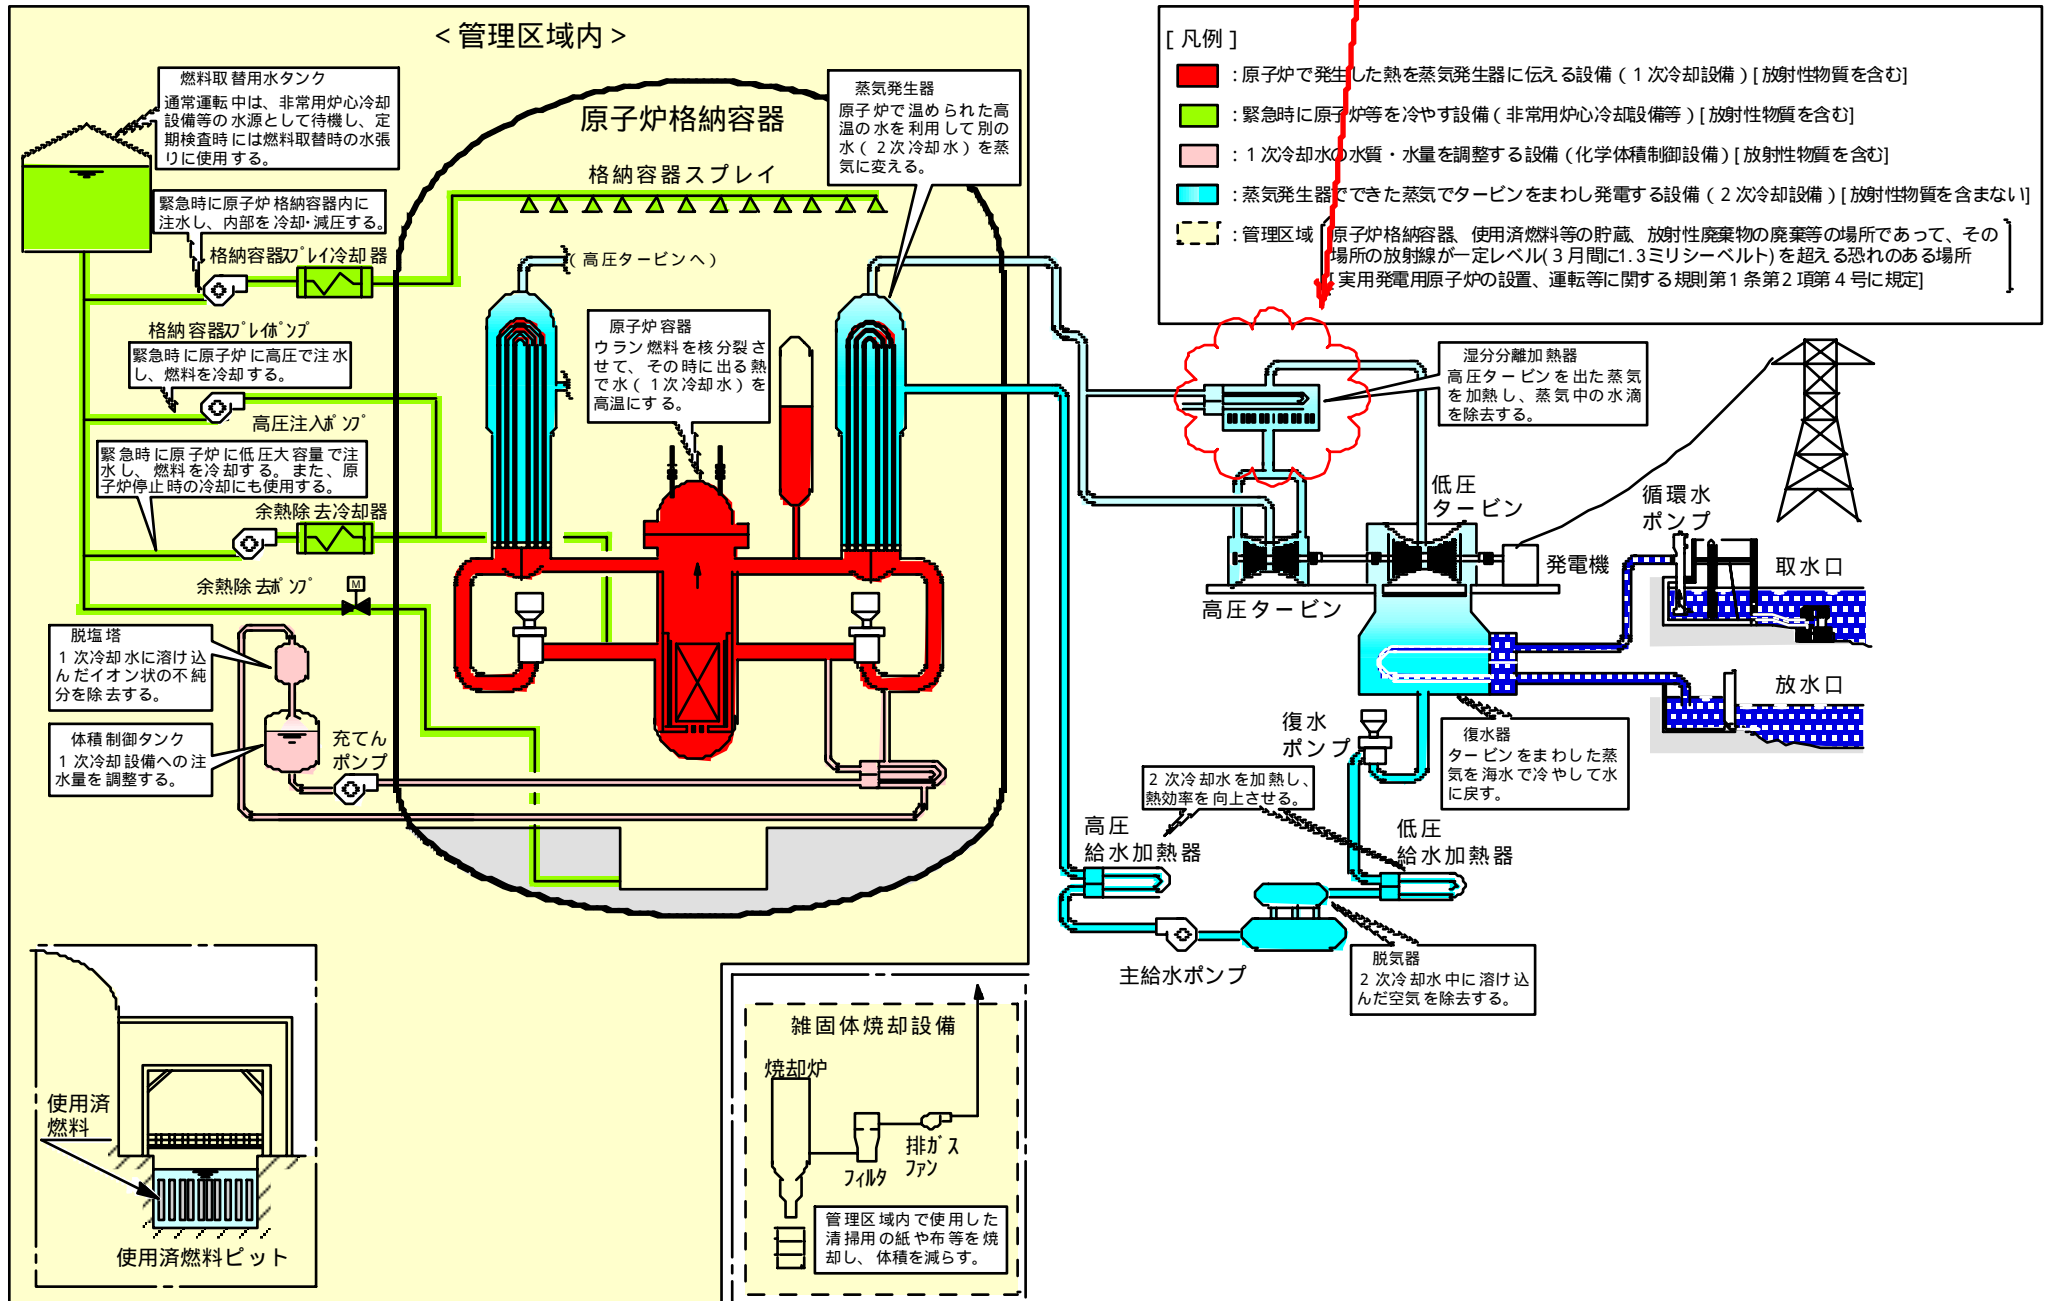 ＜管理区域内＞
燃料取替用水タンク
通常運転中は、非常用炉心冷却
設備等の水源として待機し、定
期検査時には燃料取替時の水張
りに使用する。
緊急時に原子炉格納容器内に
注水し、内部を冷却・減圧する。
格納容器ｽﾌﾟﾚｲ冷却器
格納容器ｽﾌﾟﾚｲﾎﾟﾝﾌﾟ
緊急時に原子炉に高圧で注水
し、燃料を冷却する。
高圧注入ﾎﾟﾝﾌﾟ
緊急時に原子炉に低圧大容量で注
水し、燃料を冷却する。また、原
子炉停止時の冷却にも使用する。
余熱除去冷却器
余熱除去ﾎﾟﾝﾌﾟ
M
脱塩塔
１次冷却水に溶け込
んだイオン状の不純
分を除去する。
体積制御タンク
１次冷却設備への注
水量を調整する。
充てん
ポンプ
原子炉格納容器
格納容器スプレイ
（高圧タービンへ）
蒸気発生器
原子炉で温められた高
温の水を利用して別の
水（２次冷却水）を蒸
気に変える。
原子炉容器
ウラン燃料を核分裂さ
せて、その時に出る熱
で水（１次冷却水）を
高温にする。
[凡例]
：原子炉で発生した熱を蒸気発生器に伝える設備（１次冷却設備）[放射性物質を含む]
：緊急時に原子炉等を冷やす設備（非常用炉心冷却設備等）[放射性物質を含む]
：１次冷却水の水質・水量を調整する設備（化学体積制御設備）[放射性物質を含む]
：蒸気発生器でできた蒸気でタービンをまわし発電する設備（２次冷却設備）[放射性物質を含まない]
：管理区域 原子炉格納容器、使用済燃料等の貯蔵、放射性廃棄物の廃棄等の場所であって、その
場所の放射線が一定レベル(３月間に1.3ミリシーベルト)を超える恐れのある場所
[実用発電用原子炉の設置、運転等に関する規則第１条第２項第４号に規定]
湿分分離加熱器
高圧タービンを出た蒸気
を加熱し、蒸気中の水滴
を除去する。
低圧
タービン
高圧タービン
発電機
循環水
ポンプ
取水口
放水口
復水
ポンプ
復水器
タービンをまわした蒸
気を海水で冷やして水
に戻す。
２次冷却水を加熱し、
熱効率を向上させる。
高圧
給水加熱器
低圧
給水加熱器
主給水ポンプ
脱気器
２次冷却水中に溶け込
んだ空気を除去する。
使用済
燃料
使用済燃料ピット
雑固体焼却設備
焼却炉
フィルタ
排ガス
ファン
管理区域内で使用した
清掃用の紙や布等を焼
却し、体積を減らす。